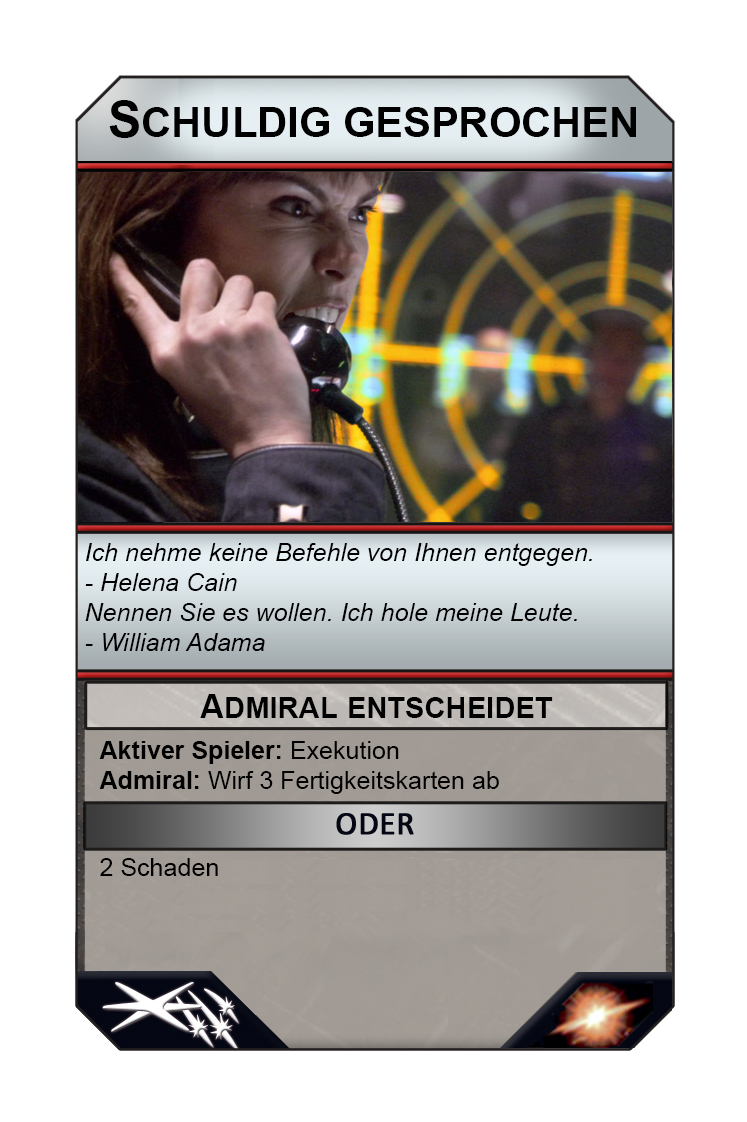 SCHULDIG GESPROCHEN
Ich nehme keine Befehle von Ihnen entgegen.
- Helena Cain
Nennen Sie es wollen. Ich hole meine Leute.
- William Adama
ADMIRAL ENTSCHEIDET
Aktiver Spieler: Exekution
Admiral: Wirf 3 Fertigkeitskarten ab
ODER
2 Schaden